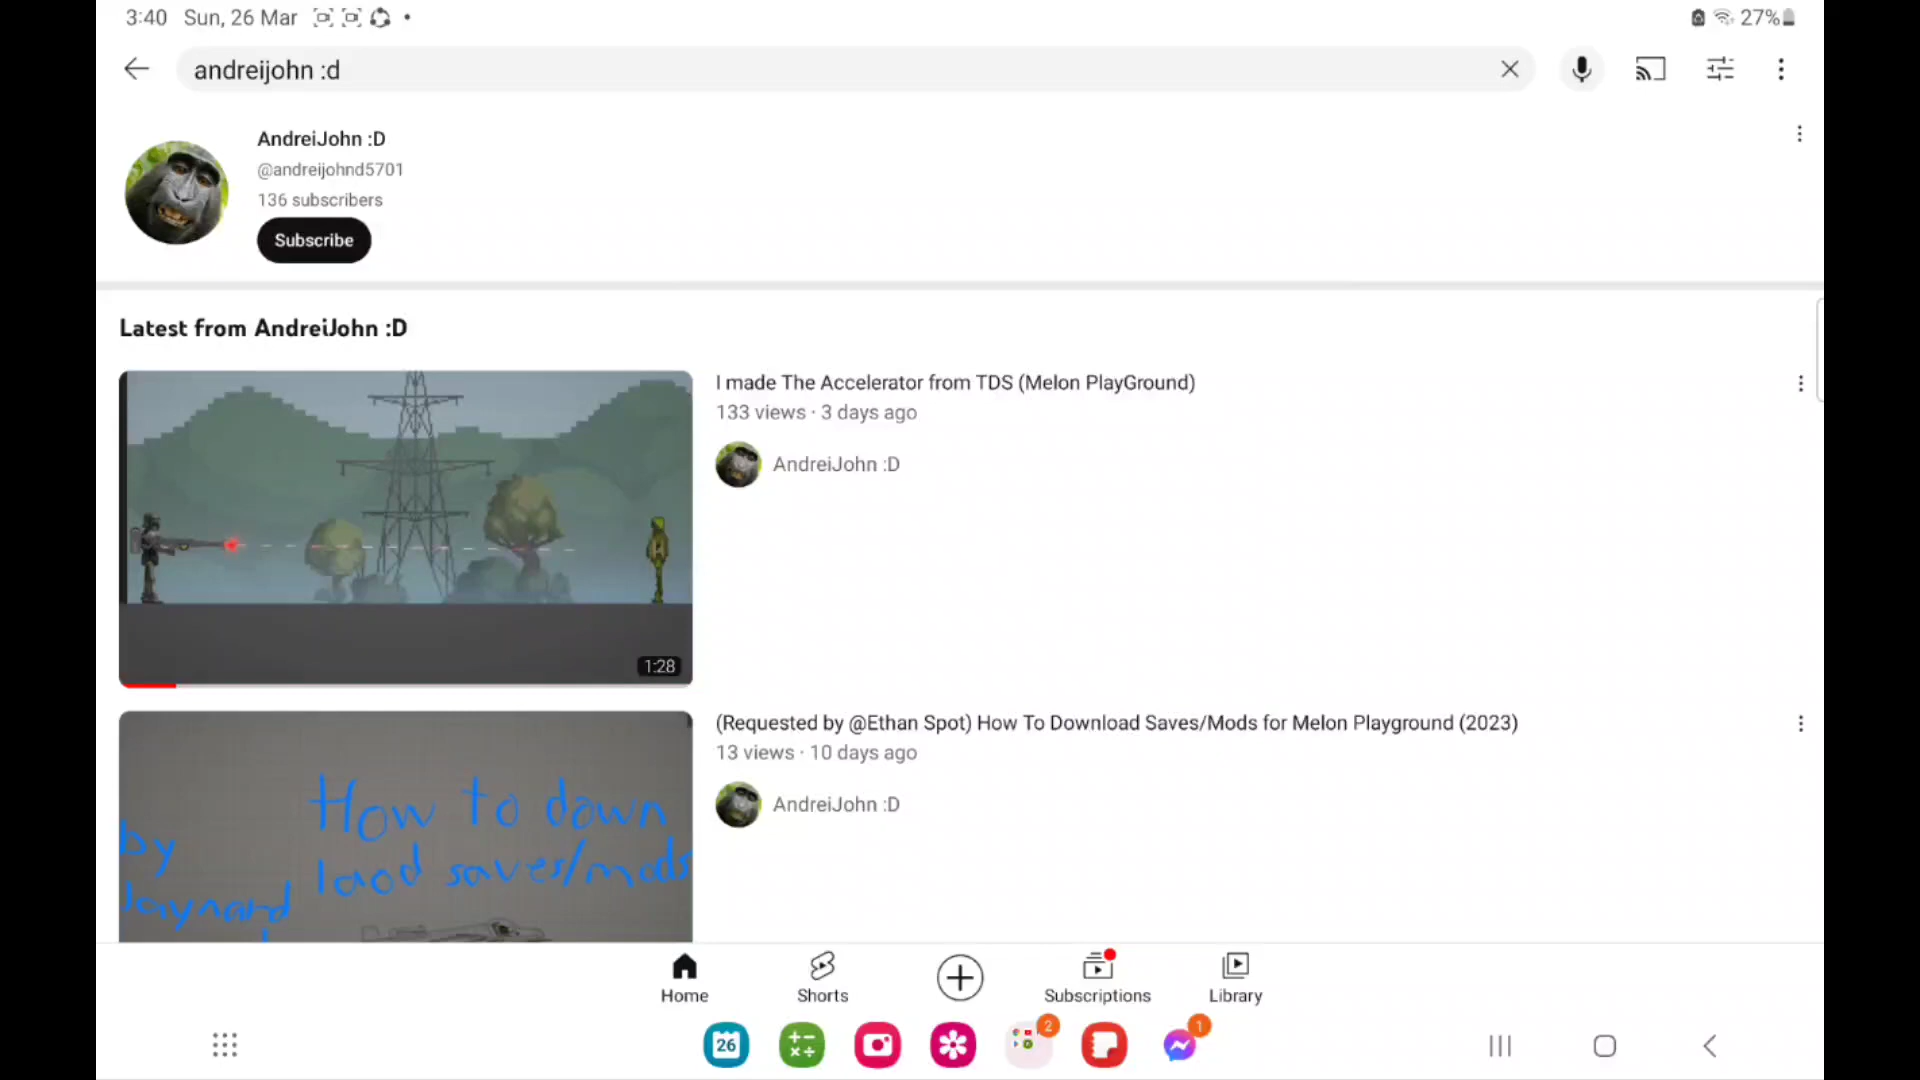 3:40 Sun, 26 Mar
27%
andreijohn :d
AndreiJohn :D
@andreijohnd5701
136 subscribers
Subscribe
Latest from AndreiJohn :D
I made The Accelerator from TDS (Melon PlayGround)
133 views · 3 days ago
AndreiJohn :D
1:28
(Requested by @Ethan Spot) How To Download Saves/Mods for Melon Playground (2023)
13 views · 10 days ago
AndreiJohn :D
How to down
laod saves/mods
by
Home
Shorts
Subscriptions
Library
26
2
1